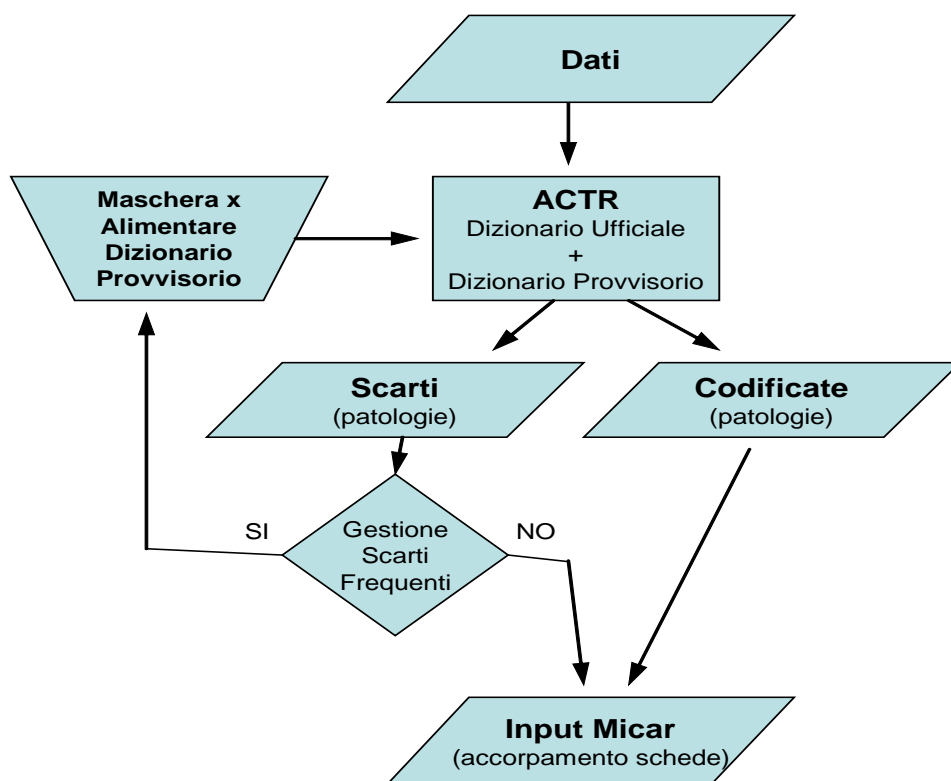 Dati
Maschera x
Alimentare
Dizionario
Provvisorio
ACTR
Dizionario Ufficiale
+
Dizionario Provvisorio
Scarti
(patologie)
Codificate
(patologie)
SI
Gestione
Scarti
Frequenti
NO
Input Micar
(accorpamento schede)